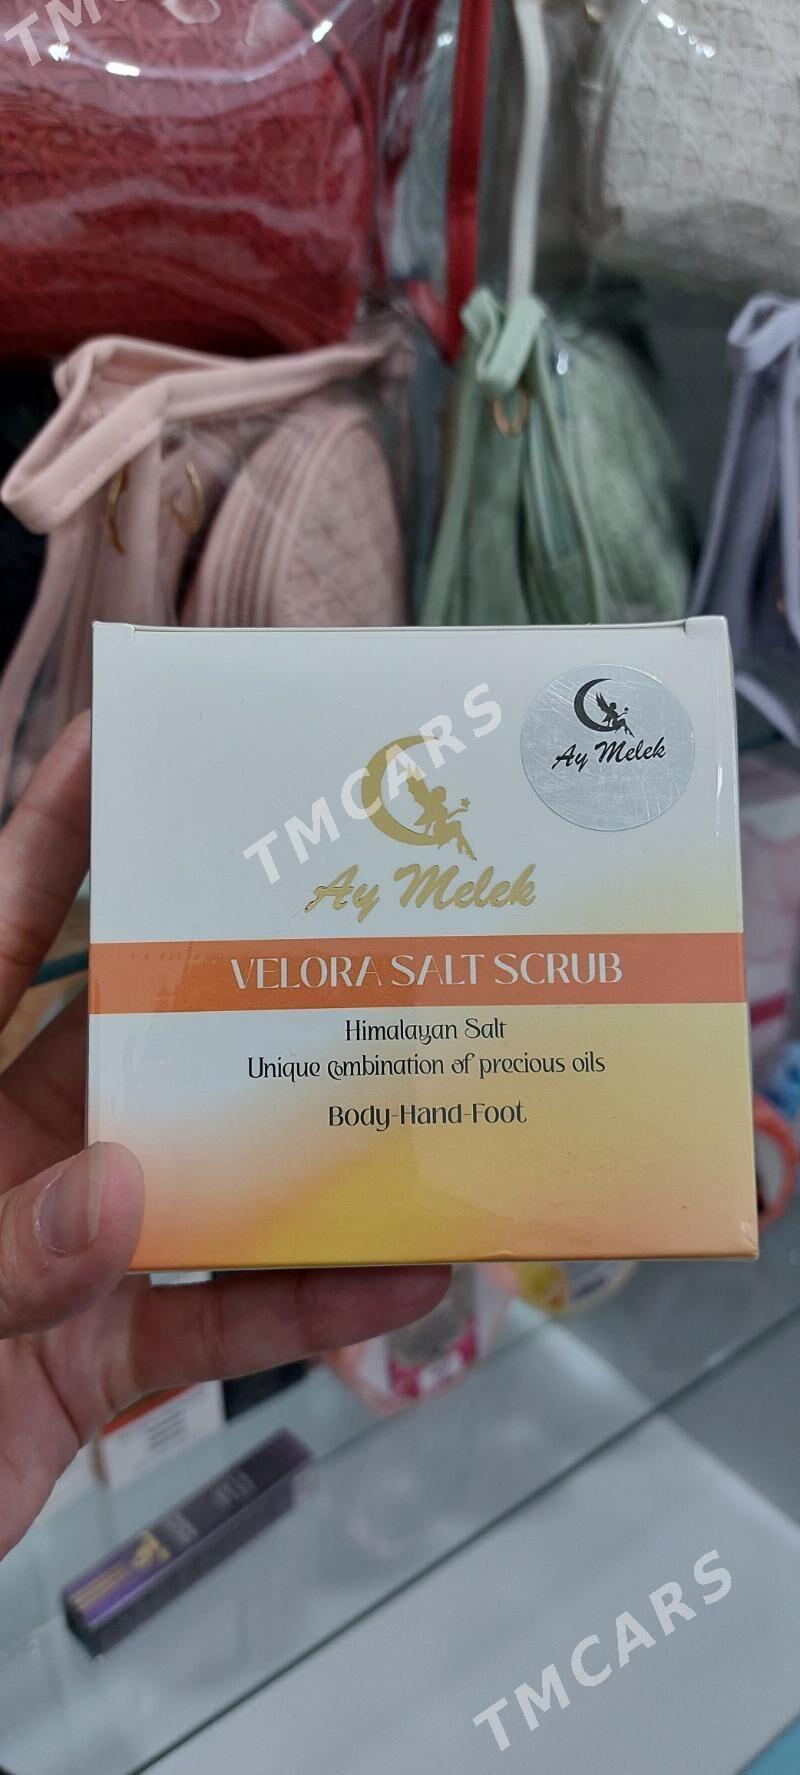 TMCARS
Ay Melek
TMCARS
Ay Melek
VELORA SALT SCRUB
Himalayan Salt
Unique combination of precious oils
Body-Hand-Foot
TMCARS